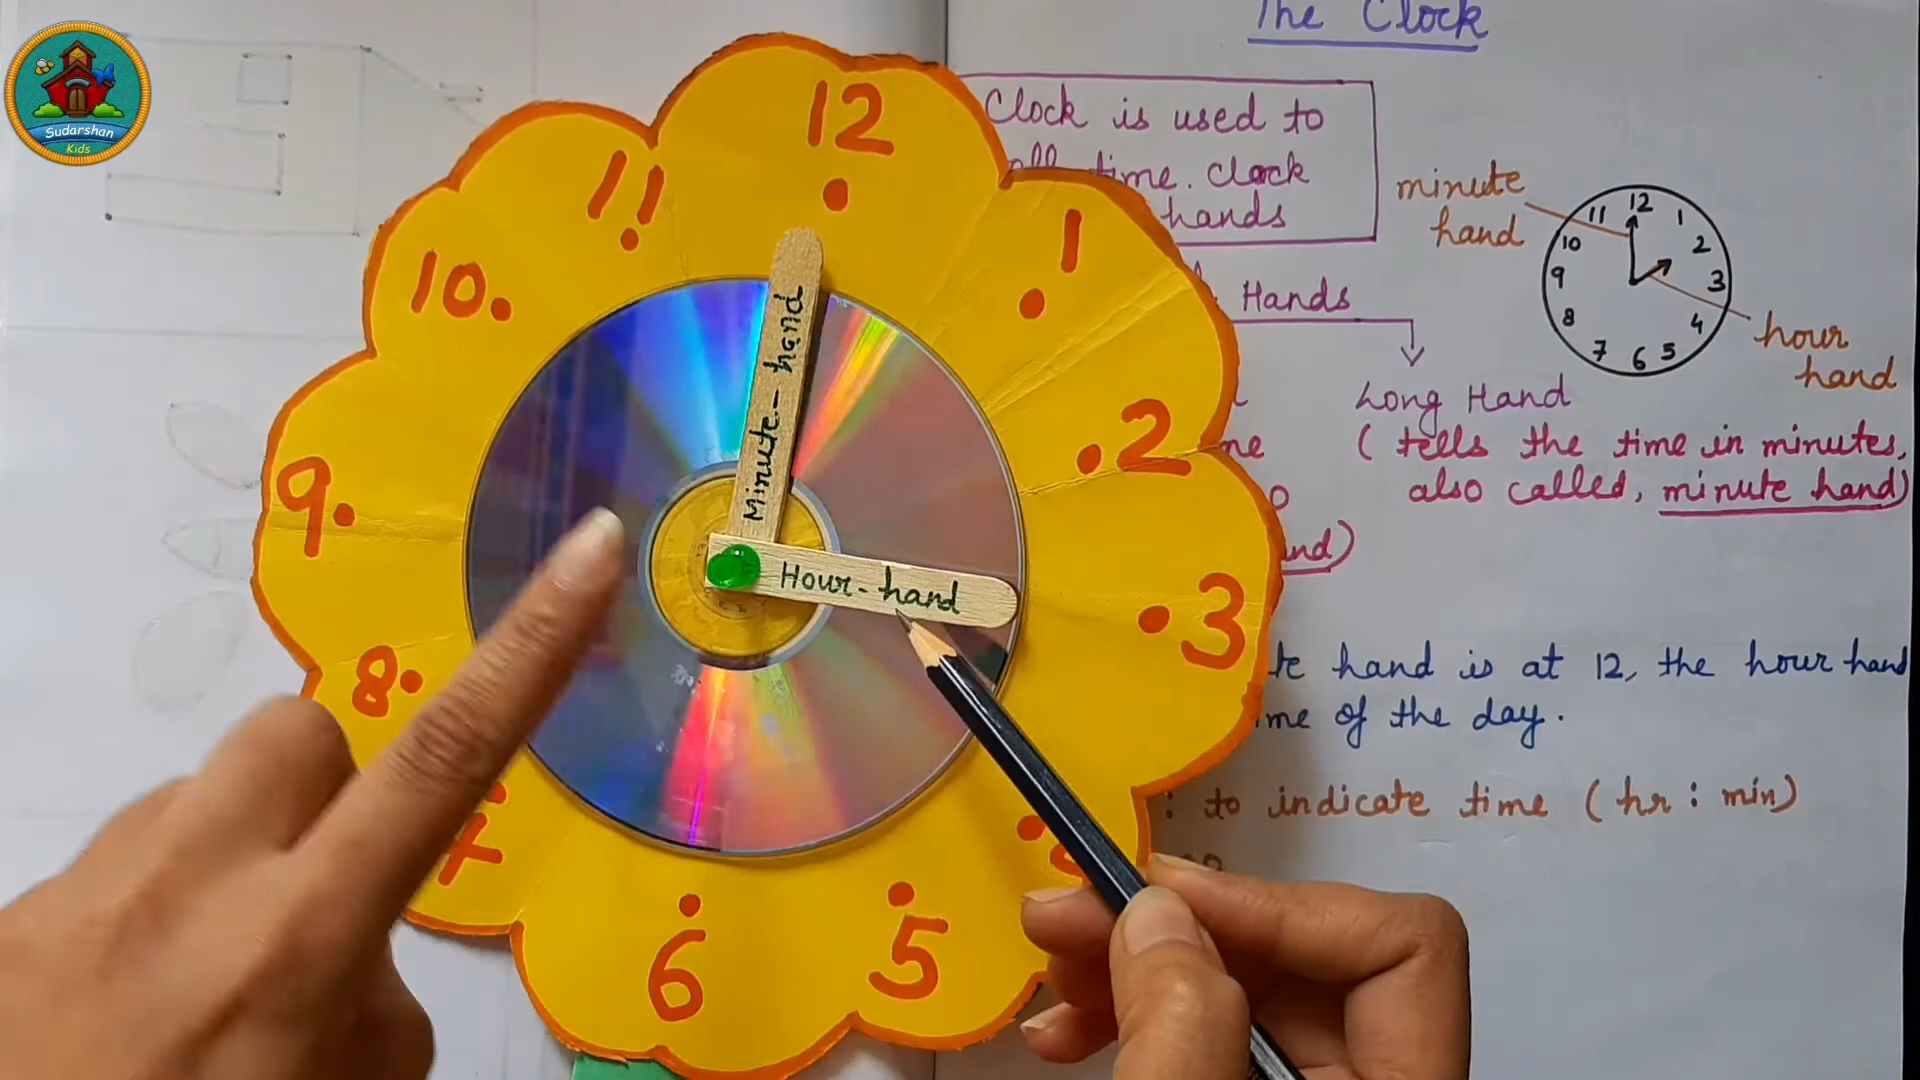 Sudarshan
Kids
The Clock
Clock is used to
time. Clock
hands
Hands
Long Hand
( tells the time in minutes,
also called, minute hand)
hand is at 12, the hour hand
of the day.
: to indicate time ( hr : min)
minute
hand
hour
hand
12
1
2
3
4
5
6
7
8
9
10
11
12
1
2
3
5
6
7
8
9
10
11
Minute-hand
Hour-hand